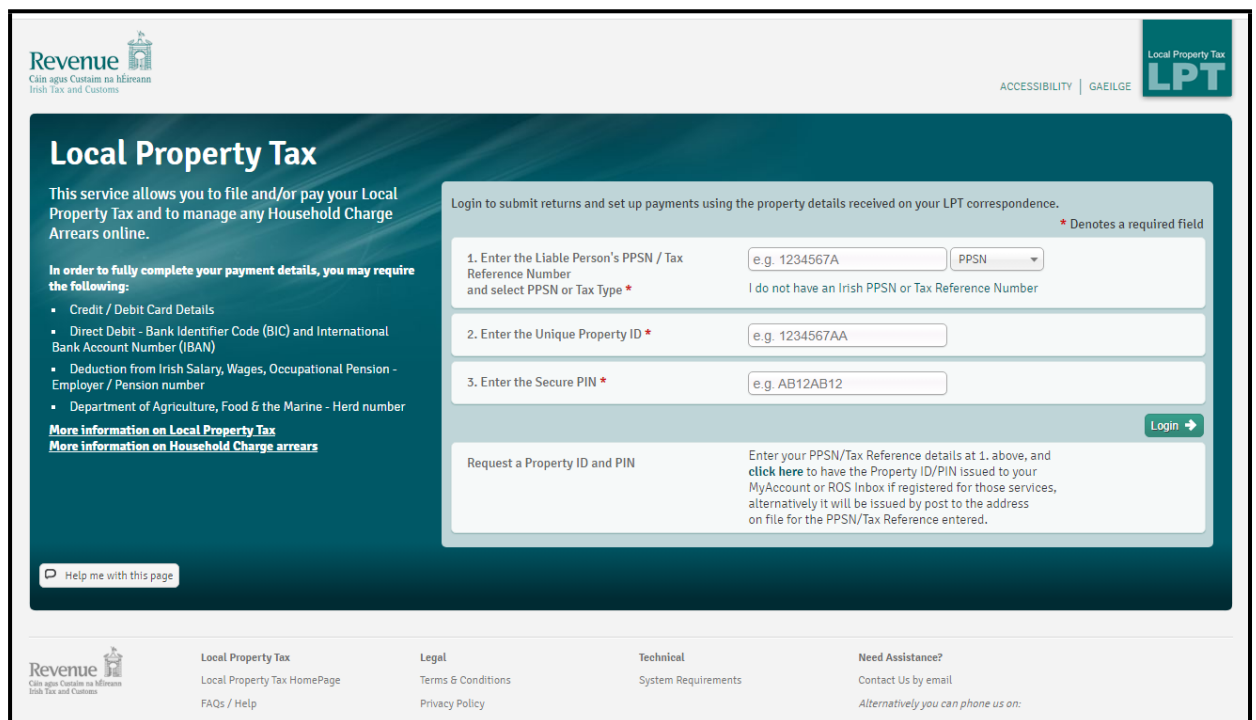 Revenue
Cáin agus Custaim na hÉireann
Irish Tax and Customs
ACCESSIBILITY | GAEILGE
Local Property Tax
LPT
Local Property Tax
This service allows you to file and/or pay your Local
Property Tax and to manage any Household Charge
Arrears online.
In order to fully complete your payment details, you may require
the following:
▪ Credit / Debit Card Details
▪ Direct Debit - Bank Identifier Code (BIC) and International
Bank Account Number (IBAN)
▪ Deduction from Irish Salary, Wages, Occupational Pension -
Employer / Pension number
▪ Department of Agriculture, Food & the Marine - Herd number
More information on Local Property Tax
More information on Household Charge arrears
Login to submit returns and set up payments using the property details received on your LPT correspondence.
* Denotes a required field
1. Enter the Liable Person's PPSN / Tax
Reference Number
and select PPSN or Tax Type *
e.g. 1234567A
PPSN
I do not have an Irish PPSN or Tax Reference Number
2. Enter the Unique Property ID *
e.g. 1234567AA
3. Enter the Secure PIN *
e.g. AB12AB12
Login
Request a Property ID and PIN
Enter your PPSN/Tax Reference details at 1. above, and
click here to have the Property ID/PIN issued to your
MyAccount or ROS Inbox if registered for those services,
alternatively it will be issued by post to the address
on file for the PPSN/Tax Reference entered.
Help me with this page
Revenue
Cáin agus Custaim na hÉireann
Irish Tax and Customs
Local Property Tax
Local Property Tax HomePage
FAQs / Help
Legal
Terms & Conditions
Privacy Policy
Technical
System Requirements
Need Assistance?
Contact Us by email
Alternatively you can phone us on: